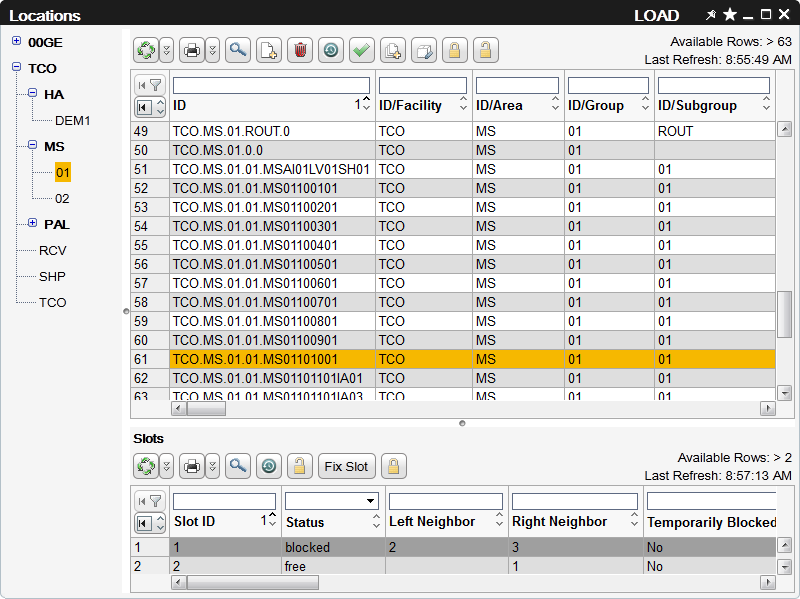 Locations LOAD
00GE
TCO
HA
DEM1
MS
01
02
PAL
RCV
SHP
TCO
Available Rows: > 63
Last Refresh: 8:55:49 AM
ID 1 ID/Facility ID/Area ID/Group ID/Subgroup
49 TCO.MS.01.ROUT.0 TCO MS 01 ROUT
50 TCO.MS.01.0.0 TCO MS 01
51 TCO.MS.01.01.MSAI01LV01SH01 TCO MS 01 01
52 TCO.MS.01.01.MS01100101 TCO MS 01 01
53 TCO.MS.01.01.MS01100201 TCO MS 01 01
54 TCO.MS.01.01.MS01100301 TCO MS 01 01
55 TCO.MS.01.01.MS01100401 TCO MS 01 01
56 TCO.MS.01.01.MS01100501 TCO MS 01 01
57 TCO.MS.01.01.MS01100601 TCO MS 01 01
58 TCO.MS.01.01.MS01100701 TCO MS 01 01
59 TCO.MS.01.01.MS01100801 TCO MS 01 01
60 TCO.MS.01.01.MS01100901 TCO MS 01 01
61 TCO.MS.01.01.MS01101001 TCO MS 01 01
62 TCO.MS.01.01.MS01101101IA01 TCO MS 01 01
63 TCO.MS.01.01.MS01101101IA03 TCO MS 01 01
Slots
Fix Slot
Available Rows: > 2
Last Refresh: 8:57:13 AM
Slot ID 1 Status Left Neighbor Right Neighbor Temporarily Blocked
1 1 blocked 2 3 No
2 2 free 1 No